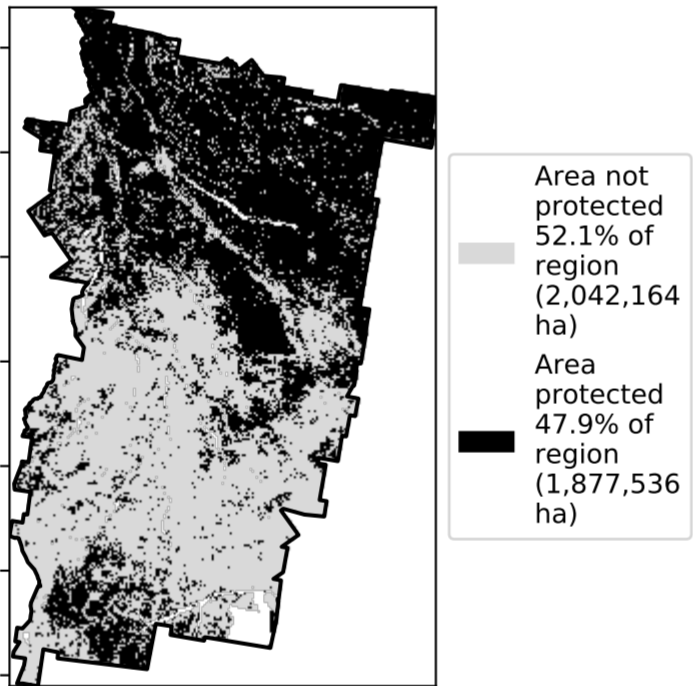 Area not
protected
52.1% of
region
(2,042,164
ha)
Area
protected
47.9% of
region
(1,877,536
ha)